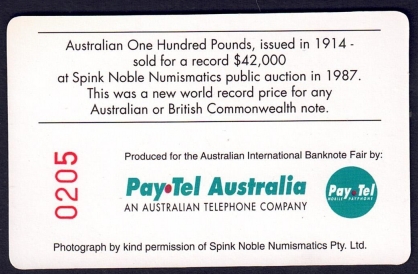 Australian One Hundred Pounds, issued in 1914 -
sold for a record $42,000
at Spink Noble Numismatics public auction in 1987.
This was a new world record price for any
Australian or British Commonwealth note.
0205
Produced for the Australian International Banknote Fair by:
Pay•Tel Australia
AN AUSTRALIAN TELEPHONE COMPANY
Pay•Tel
MOBILE PAYPHONE
Photograph by kind permission of Spink Noble Numismatics Pty. Ltd.